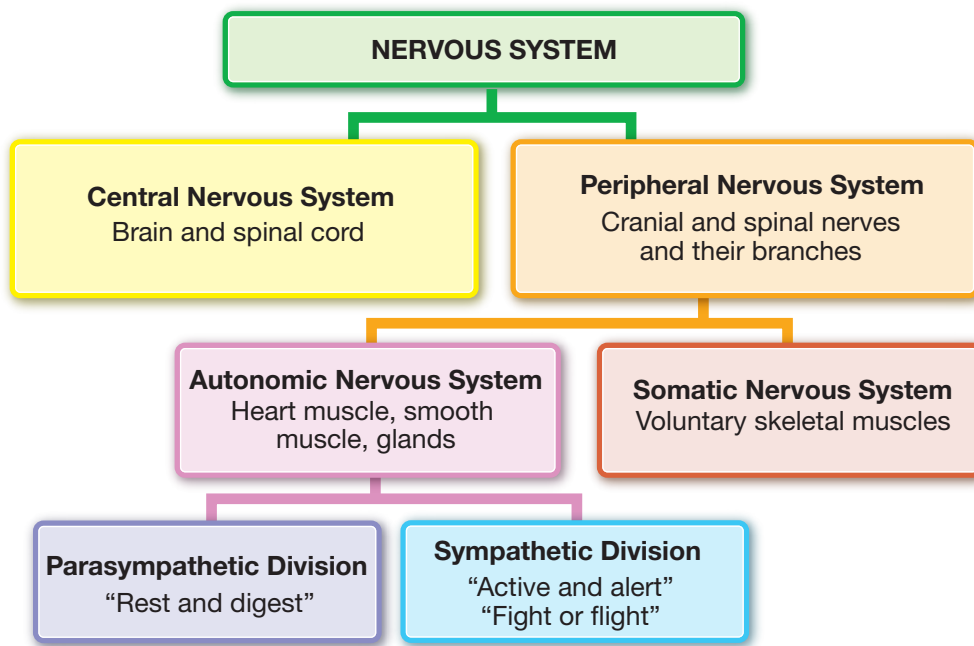 NERVOUS SYSTEM
Central Nervous System
Brain and spinal cord
Peripheral Nervous System
Cranial and spinal nerves
and their branches
Autonomic Nervous System
Heart muscle, smooth
muscle, glands
Somatic Nervous System
Voluntary skeletal muscles
Parasympathetic Division
“Rest and digest”
Sympathetic Division
“Active and alert”
“Fight or flight”